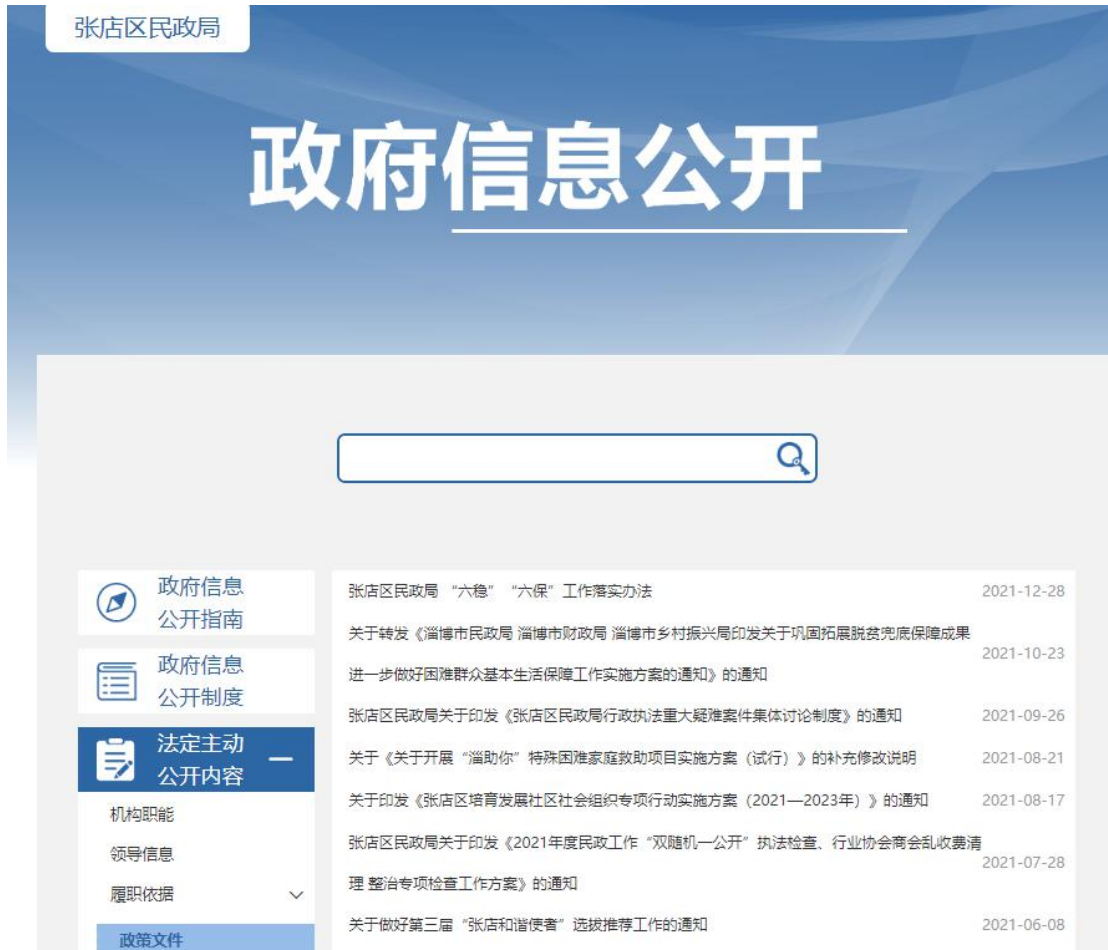 张店区民政局
政府信息公开
政府信息
公开指南
政府信息
公开制度
法定主动
公开内容
机构职能
领导信息
履职依据
政策文件
张店区民政局 “六稳” “六保”工作落实办法
2021-12-28
关于转发《淄博市民政局 淄博市财政局 淄博市乡村振兴局印发关于巩固拓展脱贫兜底保障成果
进一步做好困难群众基本生活保障工作实施方案的通知》的通知
2021-10-23
张店区民政局关于印发《张店区民政局行政执法重大疑难案件集体讨论制度》的通知
2021-09-26
关于《关于开展“淄助你”特殊困难家庭救助项目实施方案（试行）》的补充修改说明
2021-08-21
关于印发《张店区培育发展社区社会组织专项行动实施方案（2021—2023年）》的通知
2021-08-17
张店区民政局关于印发《2021年度民政工作“双随机一公开”执法检查、行业协会商会乱收费清
理 整治专项检查工作方案》的通知
2021-07-28
关于做好第三届“张店和谐使者”选拔推荐工作的通知
2021-06-08